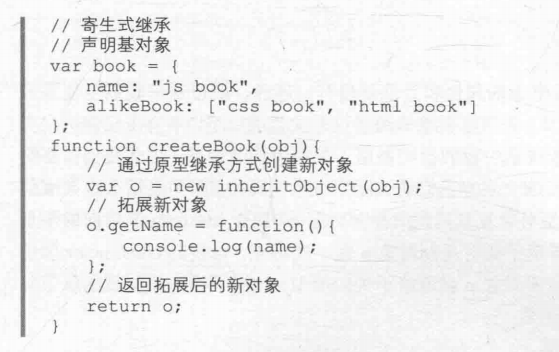 // 寄生式继承
// 声明基对象
var book = {
    name: "js book",
    alikeBook: ["css book", "html book"]
};
function createBook(obj){
    // 通过原型继承方式创建新对象
    var o = new inheritObject(obj);
    // 拓展新对象
    o.getName = function(){
        console.log(name);
    };
    // 返回拓展后的新对象
    return o;
}